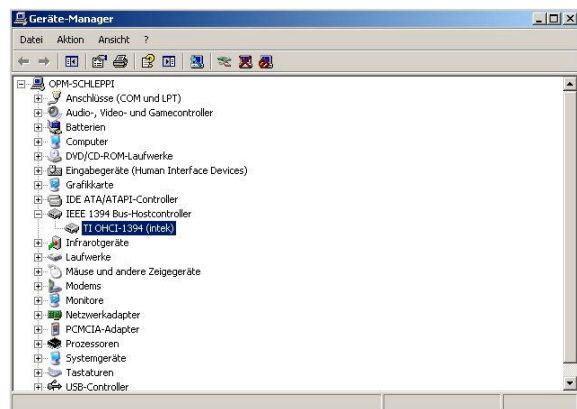 Geräte-Manager
Datei Aktion Ansicht ?
OPM-SCHLEPPI
Anschlüsse (COM und LPT)
Audio-, Video- und Gamecontroller
Batterien
Computer
DVD/CD-ROM-Laufwerke
Eingabegeräte (Human Interface Devices)
Grafikkarte
IDE ATA/ATAPI-Controller
IEEE 1394 Bus-Hostcontroller
TI OHCI-1394 (intek)
Infrarotgeräte
Laufwerke
Mäuse und andere Zeigegeräte
Modems
Monitore
Netzwerkadapter
PCMCIA-Adapter
Prozessoren
Systemgeräte
Tastaturen
USB-Controller